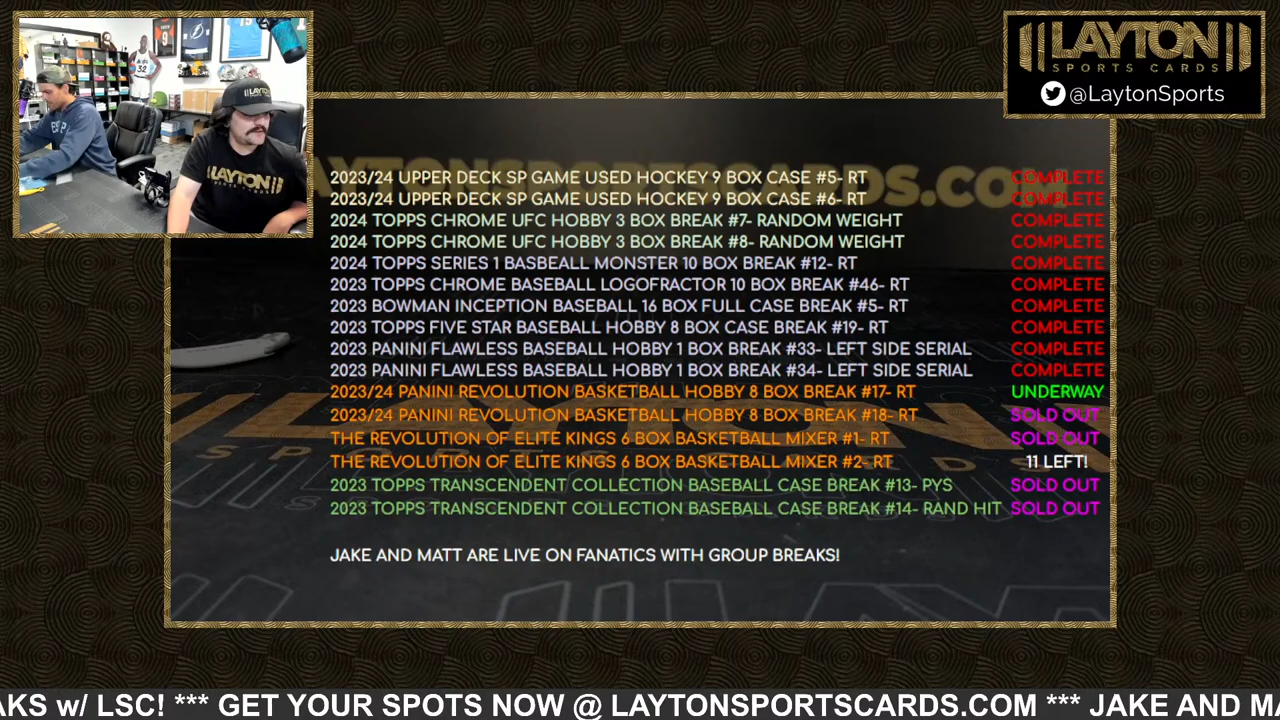 LAYTON
SPORTS CARDS
@LaytonSports
LAYTONSPORTSCARDS.COM
2023/24 UPPER DECK SP GAME USED HOCKEY 9 BOX CASE #5- RT COMPLETE
2023/24 UPPER DECK SP GAME USED HOCKEY 9 BOX CASE #6- RT COMPLETE
2024 TOPPS CHROME UFC HOBBY 3 BOX BREAK #7- RANDOM WEIGHT COMPLETE
2024 TOPPS CHROME UFC HOBBY 3 BOX BREAK #8- RANDOM WEIGHT COMPLETE
2024 TOPPS SERIES 1 BASBEALL MONSTER 10 BOX BREAK #12- RT COMPLETE
2023 TOPPS CHROME BASEBALL LOGOFRACTOR 10 BOX BREAK #46- RT COMPLETE
2023 BOWMAN INCEPTION BASEBALL 16 BOX FULL CASE BREAK #5- RT COMPLETE
2023 TOPPS FIVE STAR BASEBALL HOBBY 8 BOX CASE BREAK #19- RT COMPLETE
2023 PANINI FLAWLESS BASEBALL HOBBY 1 BOX BREAK #33- LEFT SIDE SERIAL COMPLETE
2023 PANINI FLAWLESS BASEBALL HOBBY 1 BOX BREAK #34- LEFT SIDE SERIAL COMPLETE
2023/24 PANINI REVOLUTION BASKETBALL HOBBY 8 BOX BREAK #17- RT UNDERWAY
2023/24 PANINI REVOLUTION BASKETBALL HOBBY 8 BOX BREAK #18- RT SOLD OUT
THE REVOLUTION OF ELITE KINGS 6 BOX BASKETBALL MIXER #1- RT SOLD OUT
THE REVOLUTION OF ELITE KINGS 6 BOX BASKETBALL MIXER #2- RT 11 LEFT!
2023 TOPPS TRANSCENDENT COLLECTION BASEBALL CASE BREAK #13- PYS SOLD OUT
2023 TOPPS TRANSCENDENT COLLECTION BASEBALL CASE BREAK #14- RAND HIT SOLD OUT
JAKE AND MATT ARE LIVE ON FANATICS WITH GROUP BREAKS!
AKS w/ LSC! *** GET YOUR SPOTS NOW @ LAYTONSPORTSCARDS.COM *** JAKE AND MA